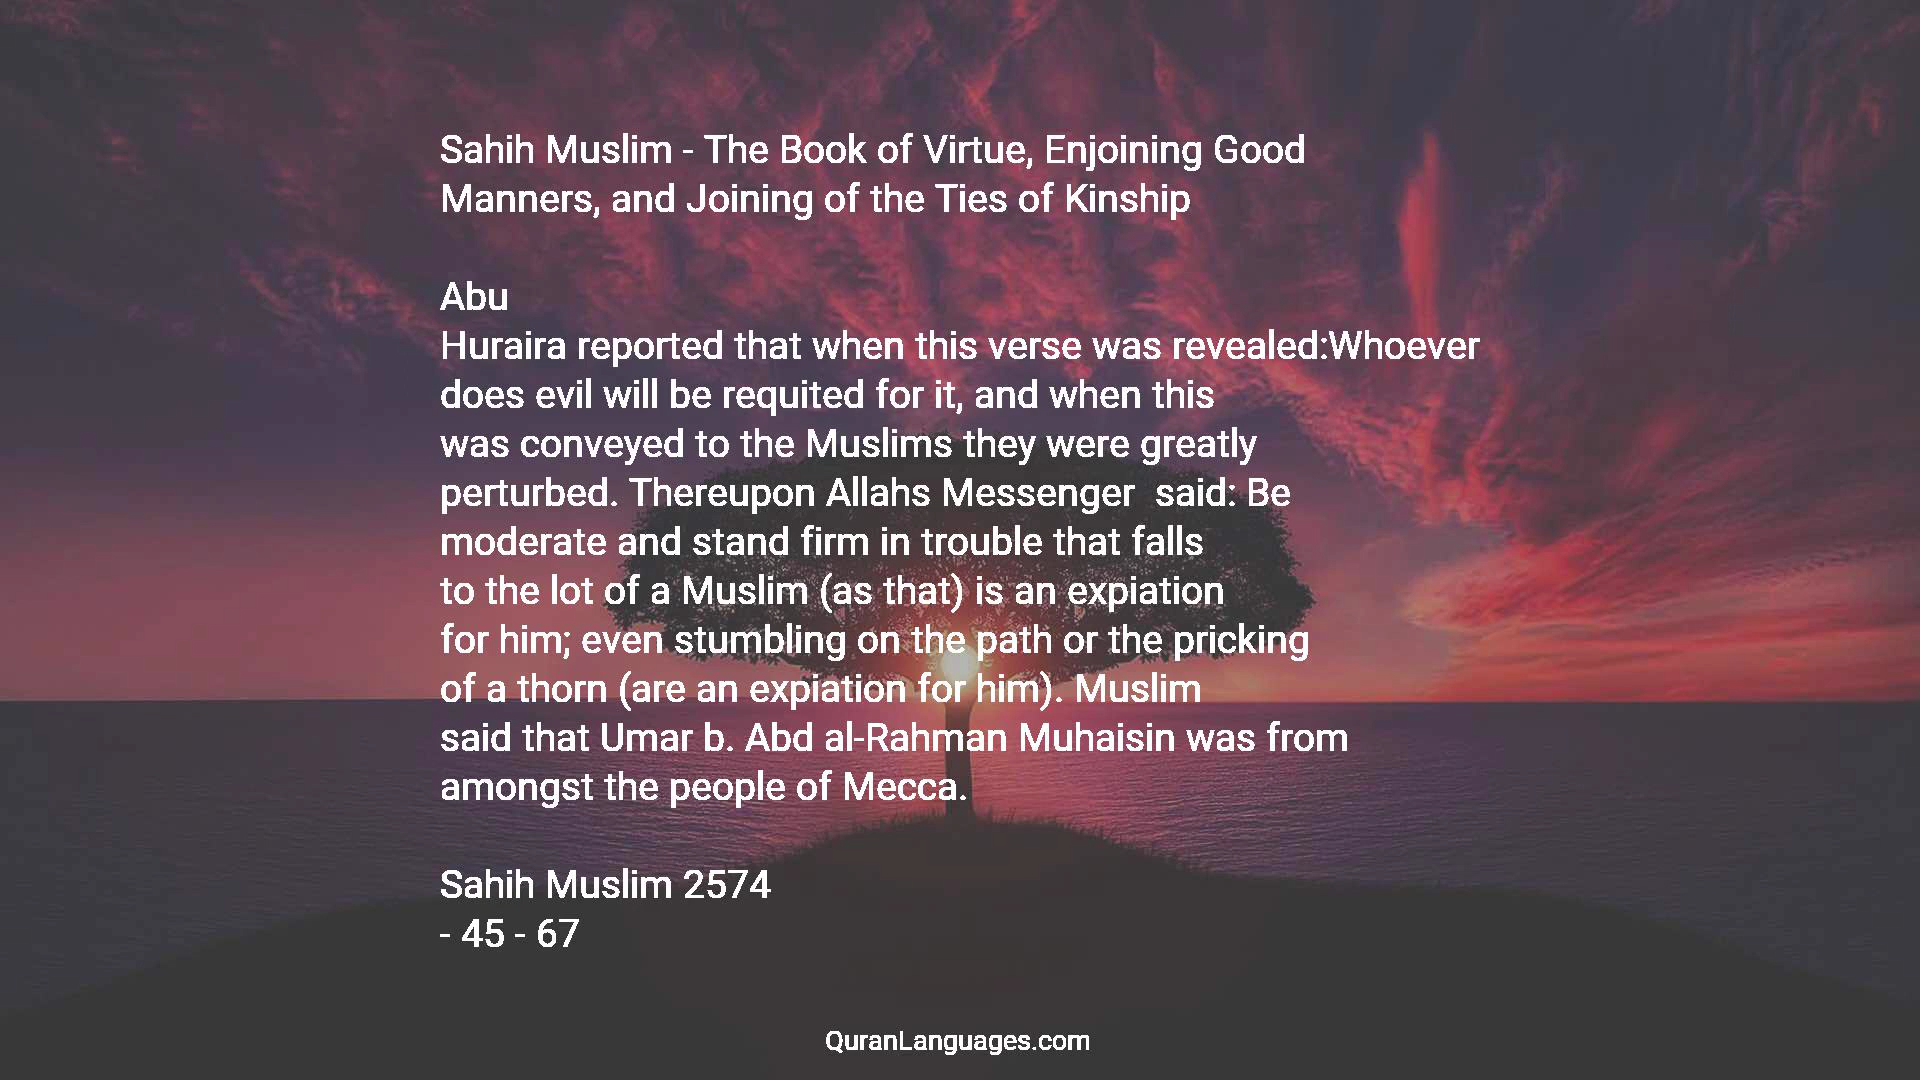 Sahih Muslim - The Book of Virtue, Enjoining Good
Manners, and Joining of the Ties of Kinship
Abu
Huraira reported that when this verse was revealed:Whoever
does evil will be requited for it, and when this
was conveyed to the Muslims they were greatly
perturbed. Thereupon Allahs Messenger  said: Be
moderate and stand firm in trouble that falls
to the lot of a Muslim (as that) is an expiation
for him; even stumbling on the path or the pricking
of a thorn (are an expiation for him). Muslim
said that Umar b. Abd al-Rahman Muhaisin was from
amongst the people of Mecca.
Sahih Muslim 2574
- 45 - 67
QuranLanguages.com